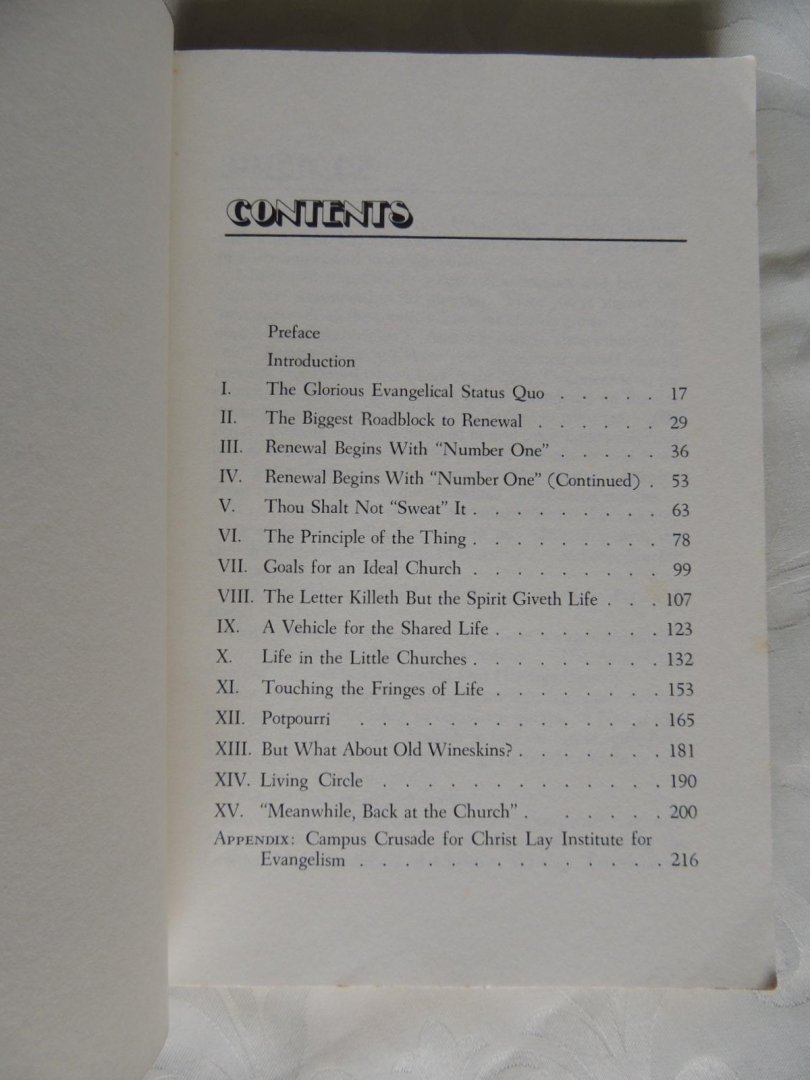 CONTENTS
Preface
Introduction
I. The Glorious Evangelical Status Quo . . . . . 17
II. The Biggest Roadblock to Renewal . . . . . . 29
III. Renewal Begins With “Number One” . . . . . 36
IV. Renewal Begins With “Number One” (Continued) . 53
V. Thou Shalt Not “Sweat” It . . . . . . . . . 63
VI. The Principle of the Thing . . . . . . . . . 78
VII. Goals for an Ideal Church . . . . . . . . . 99
VIII. The Letter Killeth But the Spirit Giveth Life . . . 107
IX. A Vehicle for the Shared Life . . . . . . . . 123
X. Life in the Little Churches . . . . . . . . . 132
XI. Touching the Fringes of Life . . . . . . . . 153
XII. Potpourri . . . . . . . . . . . . . . 165
XIII. But What About Old Wineskins? . . . . . . . 181
XIV. Living Circle . . . . . . . . . . . . . 190
XV. “Meanwhile, Back at the Church” . . . . . . 200
APPENDIX: Campus Crusade for Christ Lay Institute for
Evangelism . . . . . . . . . . . . . . 216